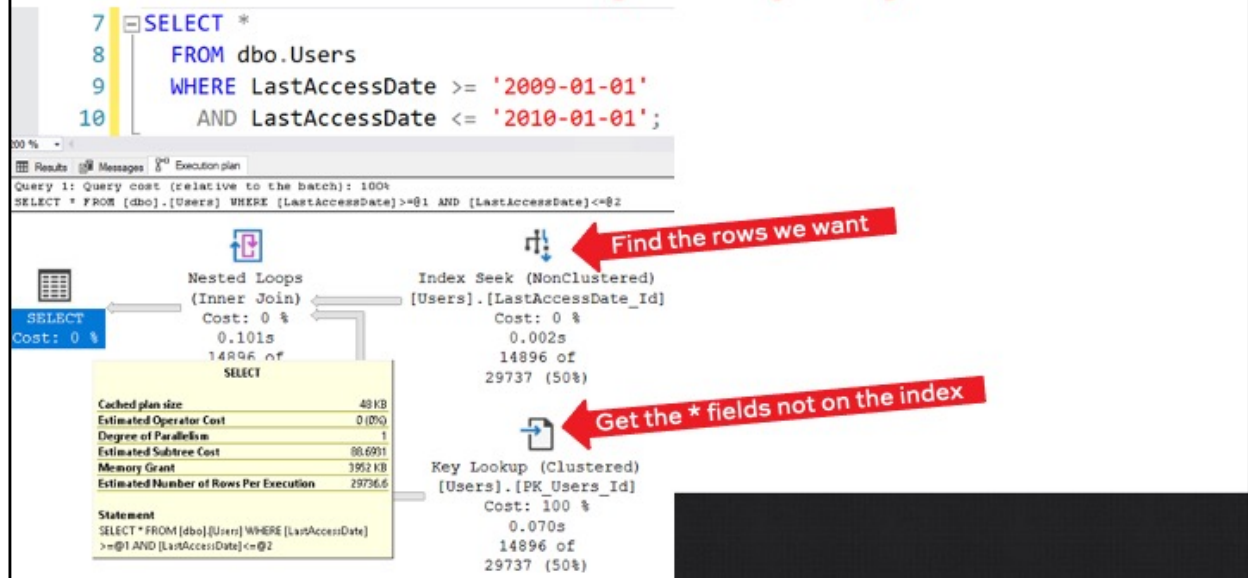 7 SELECT *
8 FROM dbo.Users
9 WHERE LastAccessDate >= '2009-01-01'
10 AND LastAccessDate <= '2010-01-01';
200 %
Results Messages Execution plan
Query 1: Query cost (relative to the batch): 100%
SELECT * FROM [dbo].[Users] WHERE [LastAccessDate]>=@1 AND [LastAccessDate]<=@2
SELECT
Cost: 0 %
Nested Loops
(Inner Join)
Cost: 0 %
0.101s
14896 of
Index Seek (NonClustered)
[Users].[LastAccessDate_Id]
Cost: 0 %
0.002s
14896 of
29737 (50%)
Find the rows we want
SELECT
Cached plan size 48 KB
Estimated Operator Cost 0 (0%)
Degree of Parallelism 1
Estimated Subtree Cost 88.6931
Memory Grant 3952 KB
Estimated Number of Rows Per Execution 29736.6
Statement
SELECT * FROM [dbo].[Users] WHERE [LastAccessDate]
>=@1 AND [LastAccessDate]<=@2
Get the * fields not on the index
Key Lookup (Clustered)
[Users].[PK_Users_Id]
Cost: 100 %
0.070s
14896 of
29737 (50%)